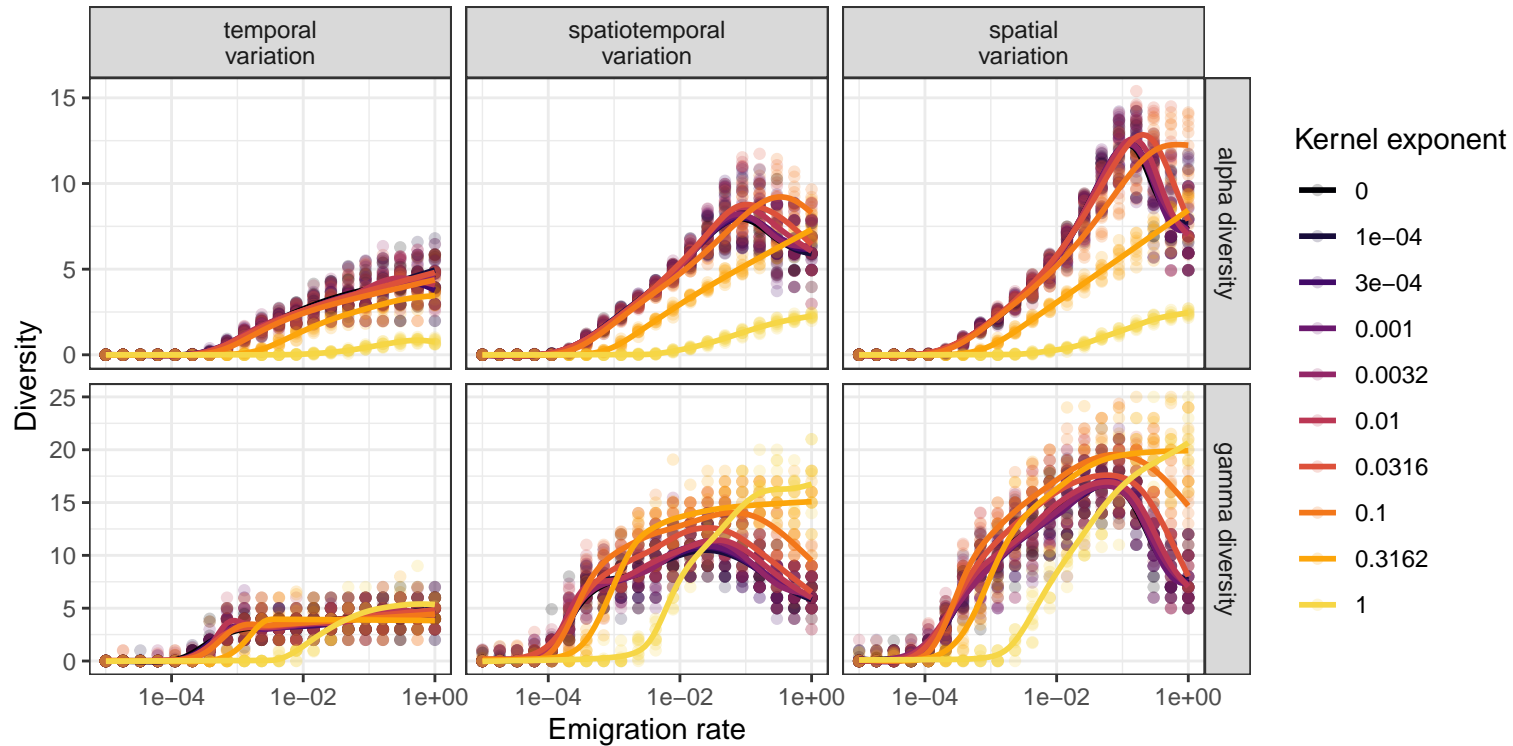 temporal
variation
spatiotemporal
variation
spatial
variation
15
10
5
0
alpha diversity
25
20
15
10
5
0
gamma diversity
Diversity
1e−04
1e−02
1e+00
1e−04
1e−02
1e+00
1e−04
1e−02
1e+00
Emigration rate
Kernel exponent
0
1e−04
3e−04
0.001
0.0032
0.01
0.0316
0.1
0.3162
1